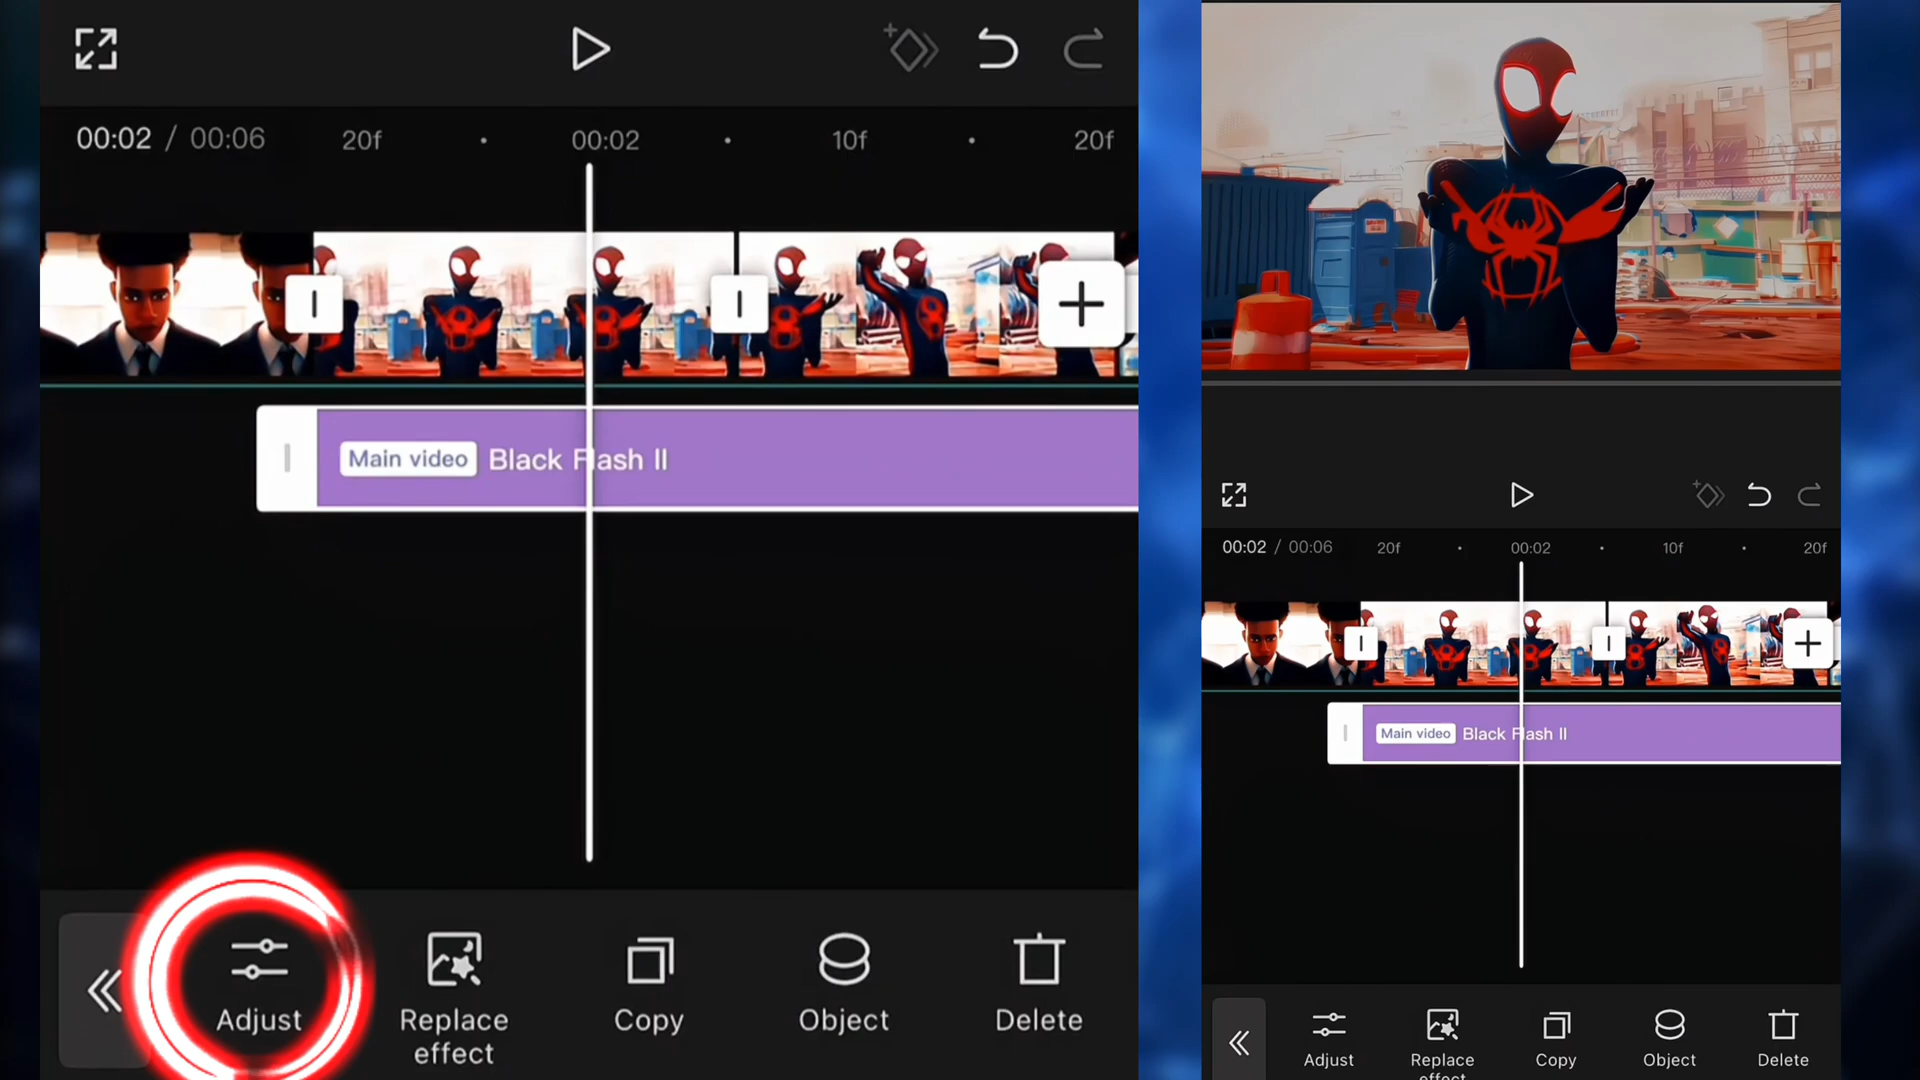 00:02 / 00:06 20f 00:02 10f 20f
Main video Black Flash II
Adjust
Replace
effect
Copy
Object
Delete
00:02 / 00:06 20f 00:02 10f 20f
Main video Black Flash II
Adjust
Replace
effect
Copy
Object
Delete